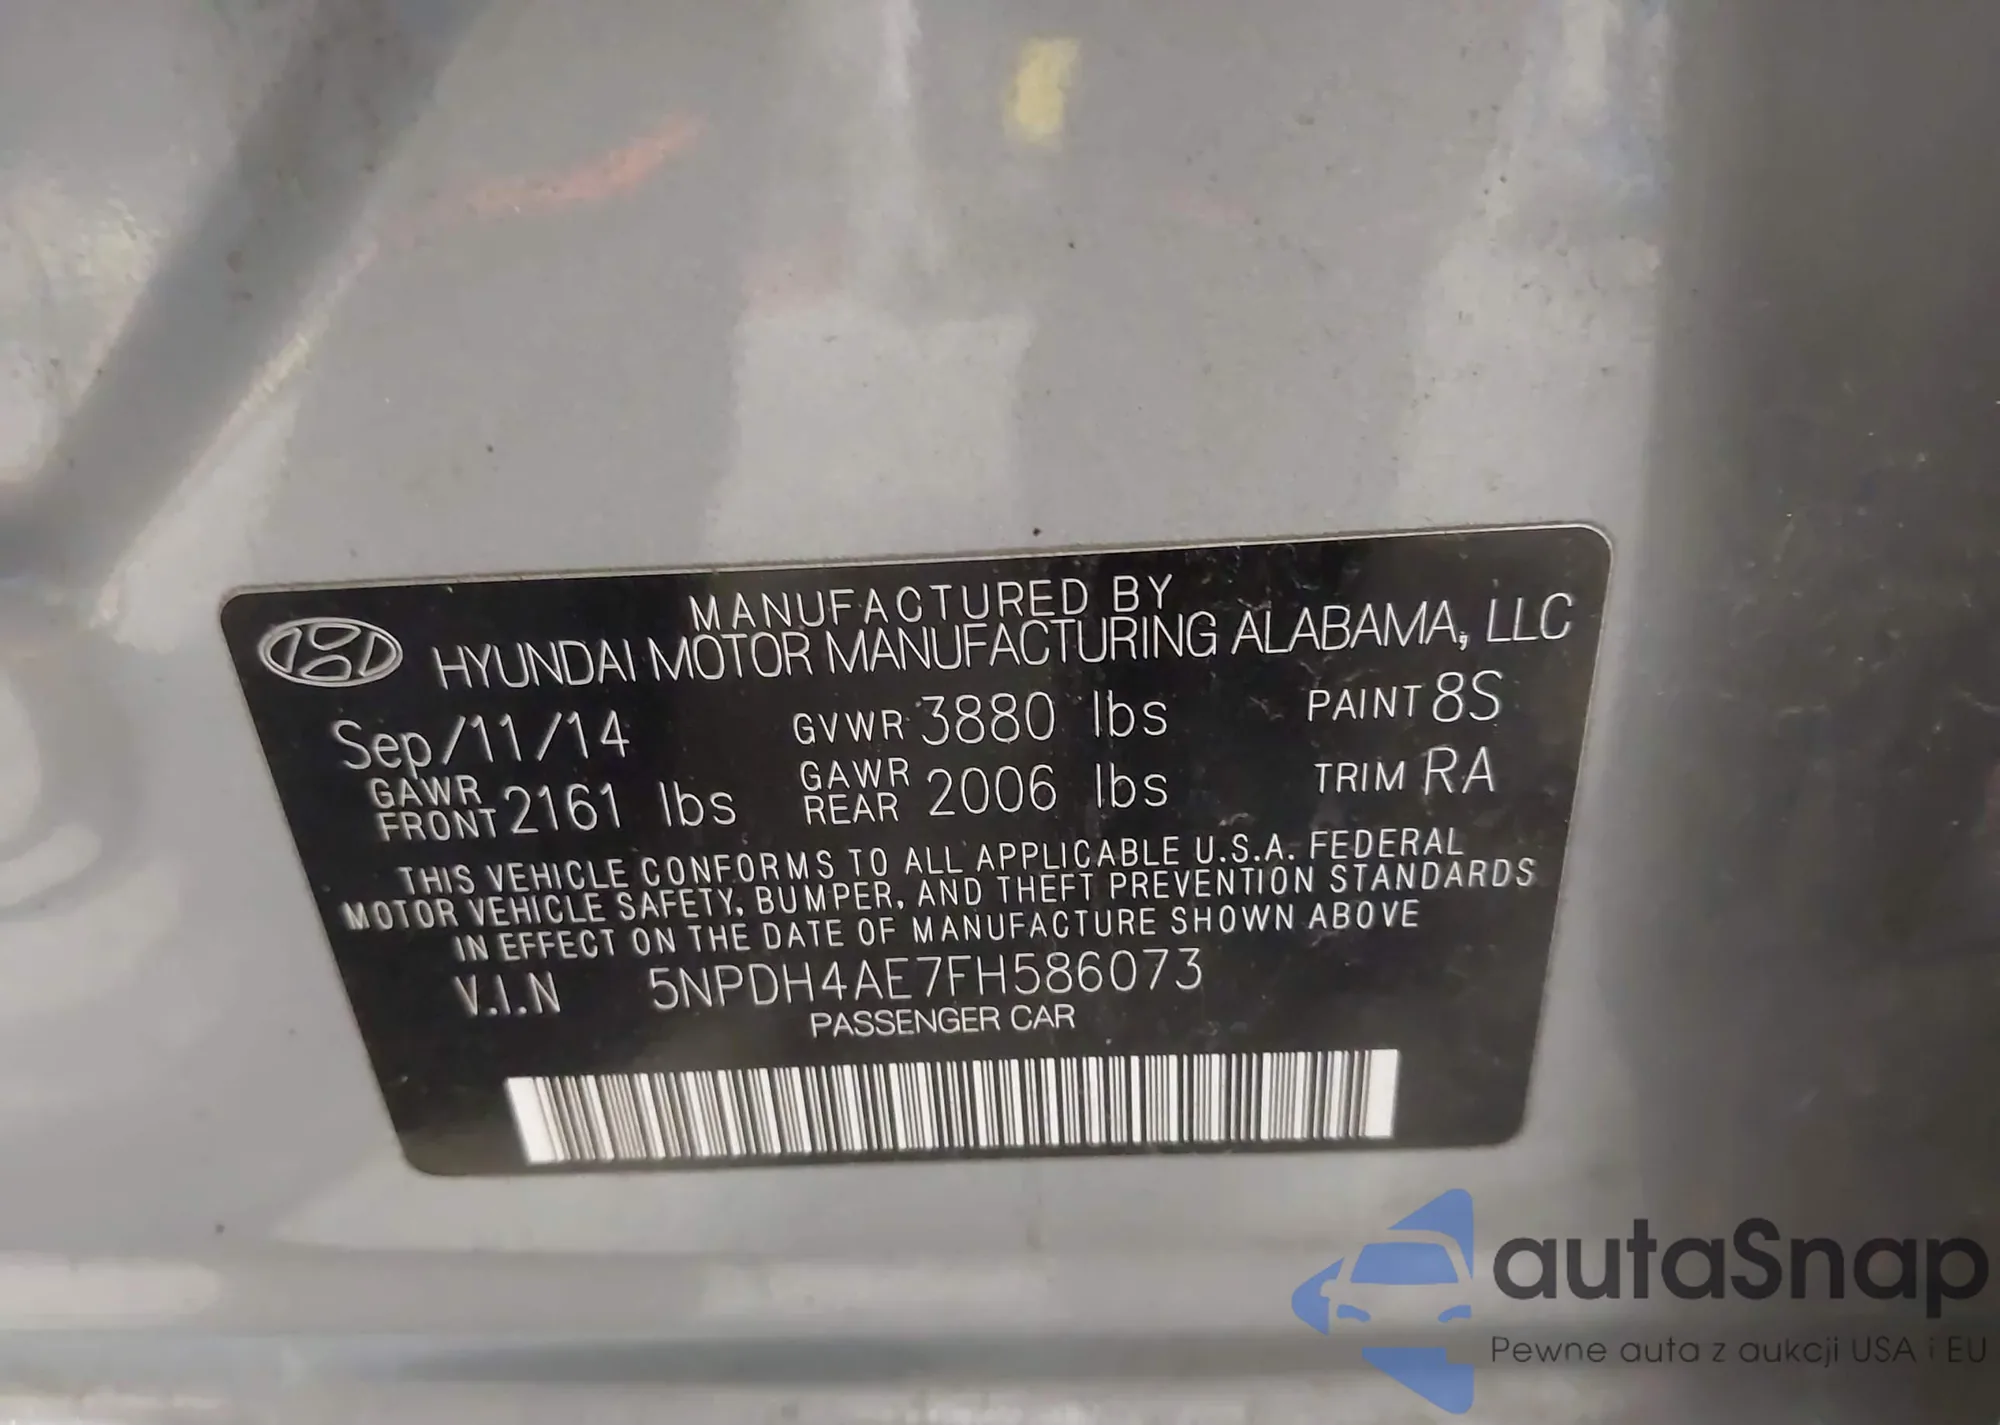 MANUFACTURED BY
HYUNDAI MOTOR MANUFACTURING ALABAMA, LLC
Sep/11/14 GVWR 3880 lbs PAINT 8S
GAWR FRONT 2161 lbs GAWR REAR 2006 lbs TRIM RA
THIS VEHICLE CONFORMS TO ALL APPLICABLE U.S.A. FEDERAL
MOTOR VEHICLE SAFETY, BUMPER, AND THEFT PREVENTION STANDARDS
IN EFFECT ON THE DATE OF MANUFACTURE SHOWN ABOVE
V.I.N 5NPDH4AE7FH586073
PASSENGER CAR
autaSnap
Pewne auta z aukcji USA i EU